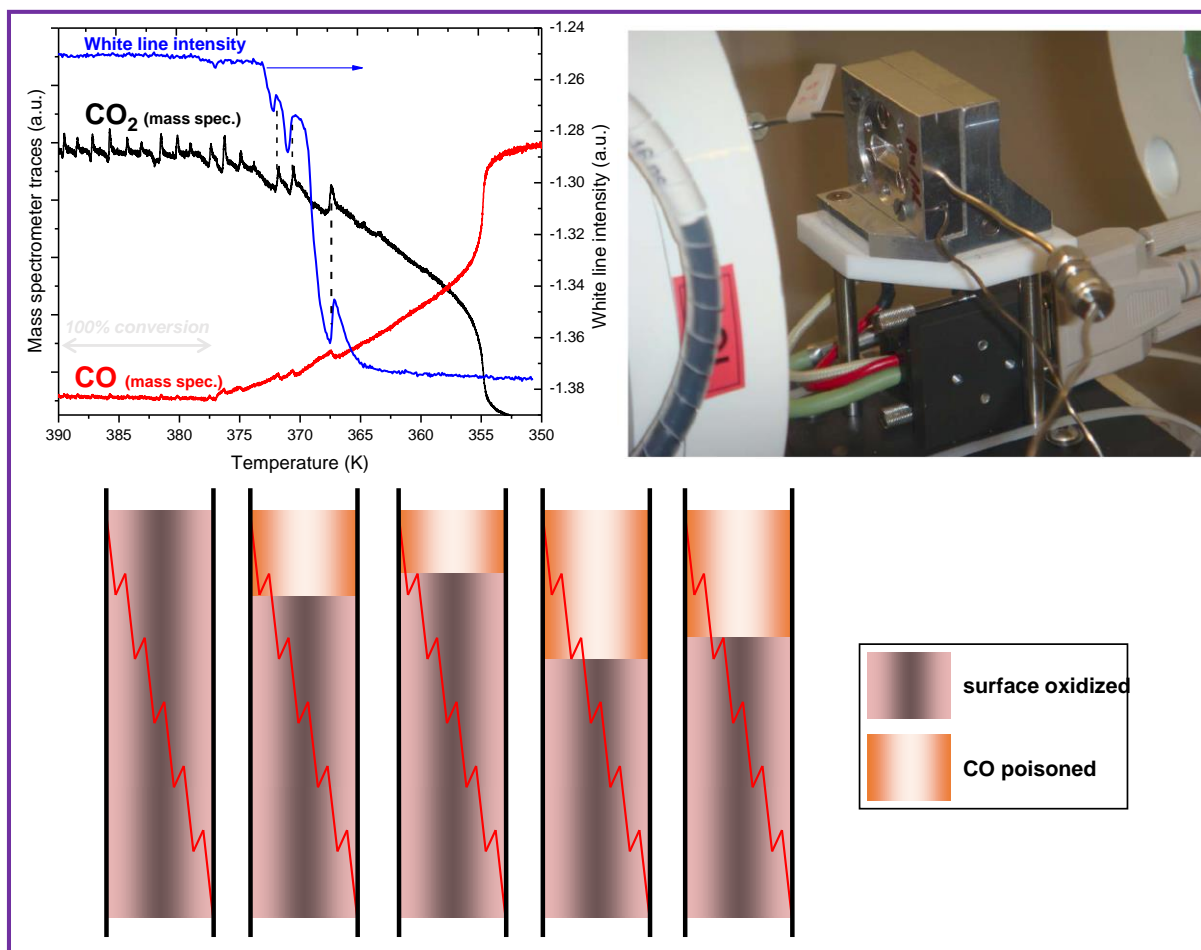 White line intensity
CO2 (mass spec.)
100% conversion
CO (mass spec.)
Mass spectrometer traces (a.u.)
390 385 380 375 370 365 360 355 350
Temperature (K)
-1.24
-1.26
-1.28
-1.30
-1.32
-1.34
-1.36
-1.38
White line intensity (a.u.)
surface oxidized
CO poisoned